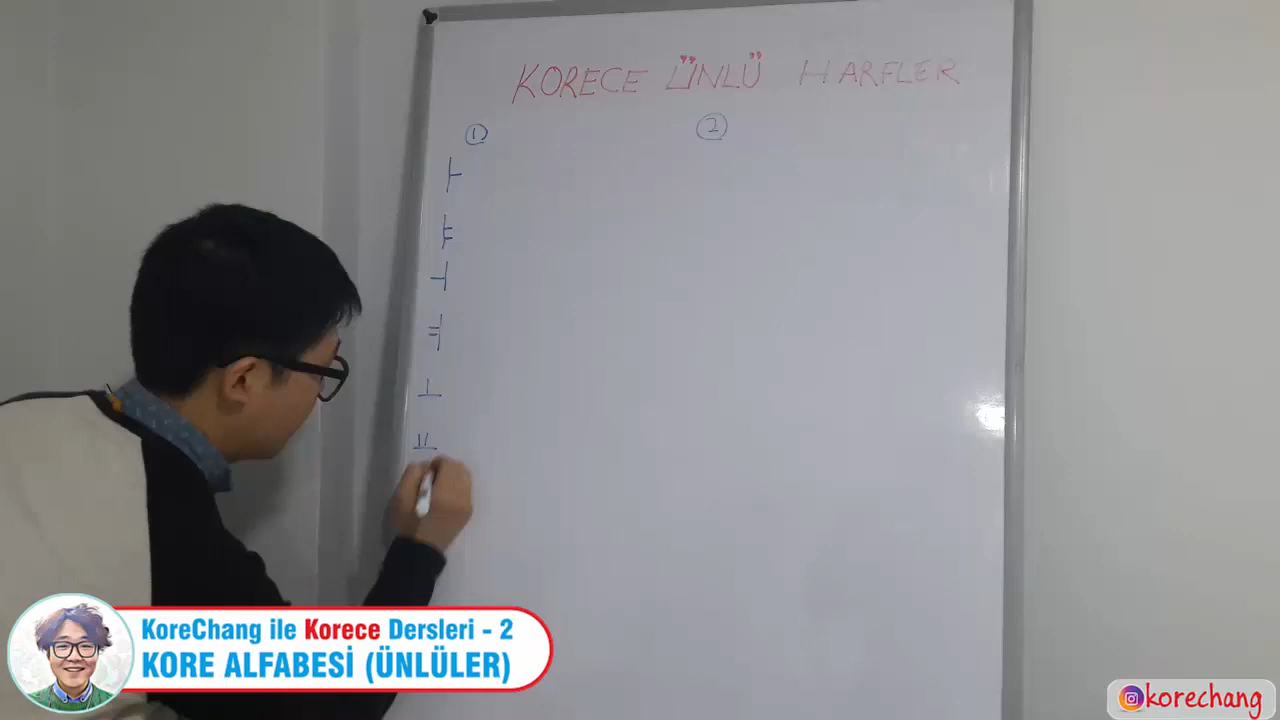 KORECE ÜNLÜ HARFLER
① ②
ㅏ
ㅑ
ㅓ
ㅕ
ㅗ
ㅛ
KoreChang ile Korece Dersleri - 2
KORE ALFABESİ (ÜNLÜLER)
@korechang